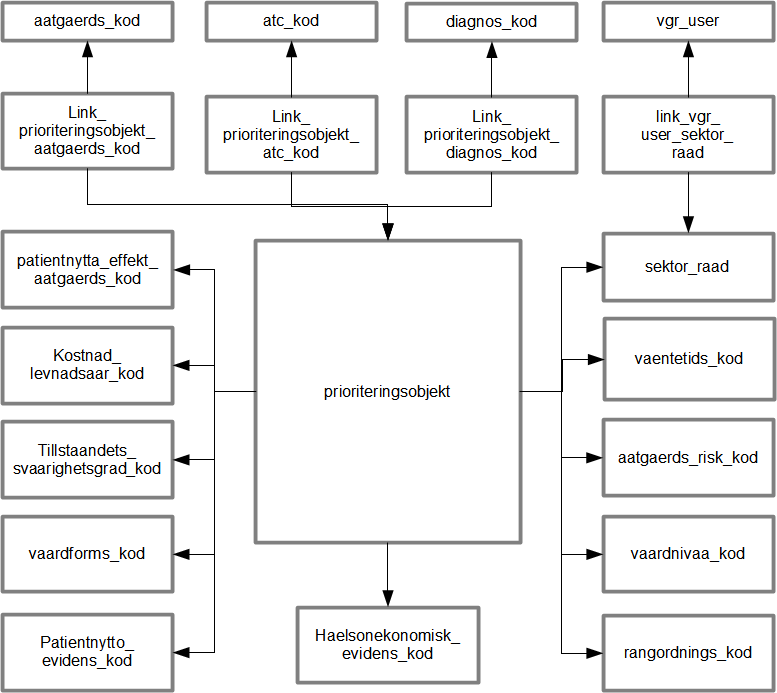 aatgaerds_kod
atc_kod
diagnos_kod
vgr_user
Link_
prioriteringsobjekt_
aatgaerds_kod
Link_
prioriteringsobjekt_
atc_kod
Link_
prioriteringsobjekt_
diagnos_kod
link_vgr_
user_sektor_
raad
patientnytta_effekt_
aatgaerds_kod
Kostnad_
levnadsaar_kod
Tillstaandets_
svaarighetsgrad_kod
vaardforms_kod
Patientnytto_
evidens_kod
prioriteringsobjekt
Haelsonekonomisk_
evidens_kod
sektor_raad
vaentetids_kod
aatgaerds_risk_kod
vaardnivaa_kod
rangordnings_kod